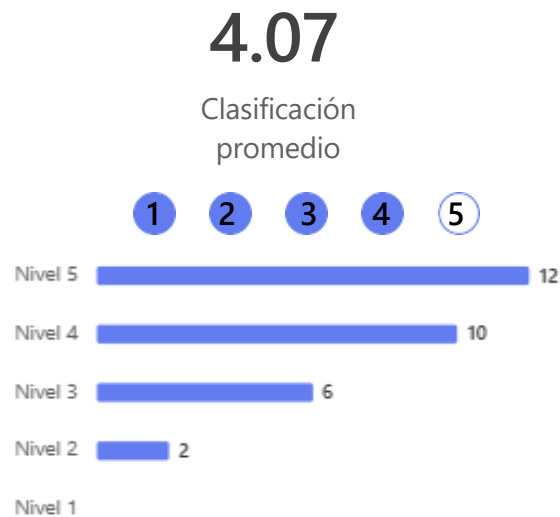 4.07
Clasificación
promedio
1 2 3 4 5
Nivel 5 12
Nivel 4 10
Nivel 3 6
Nivel 2 2
Nivel 1